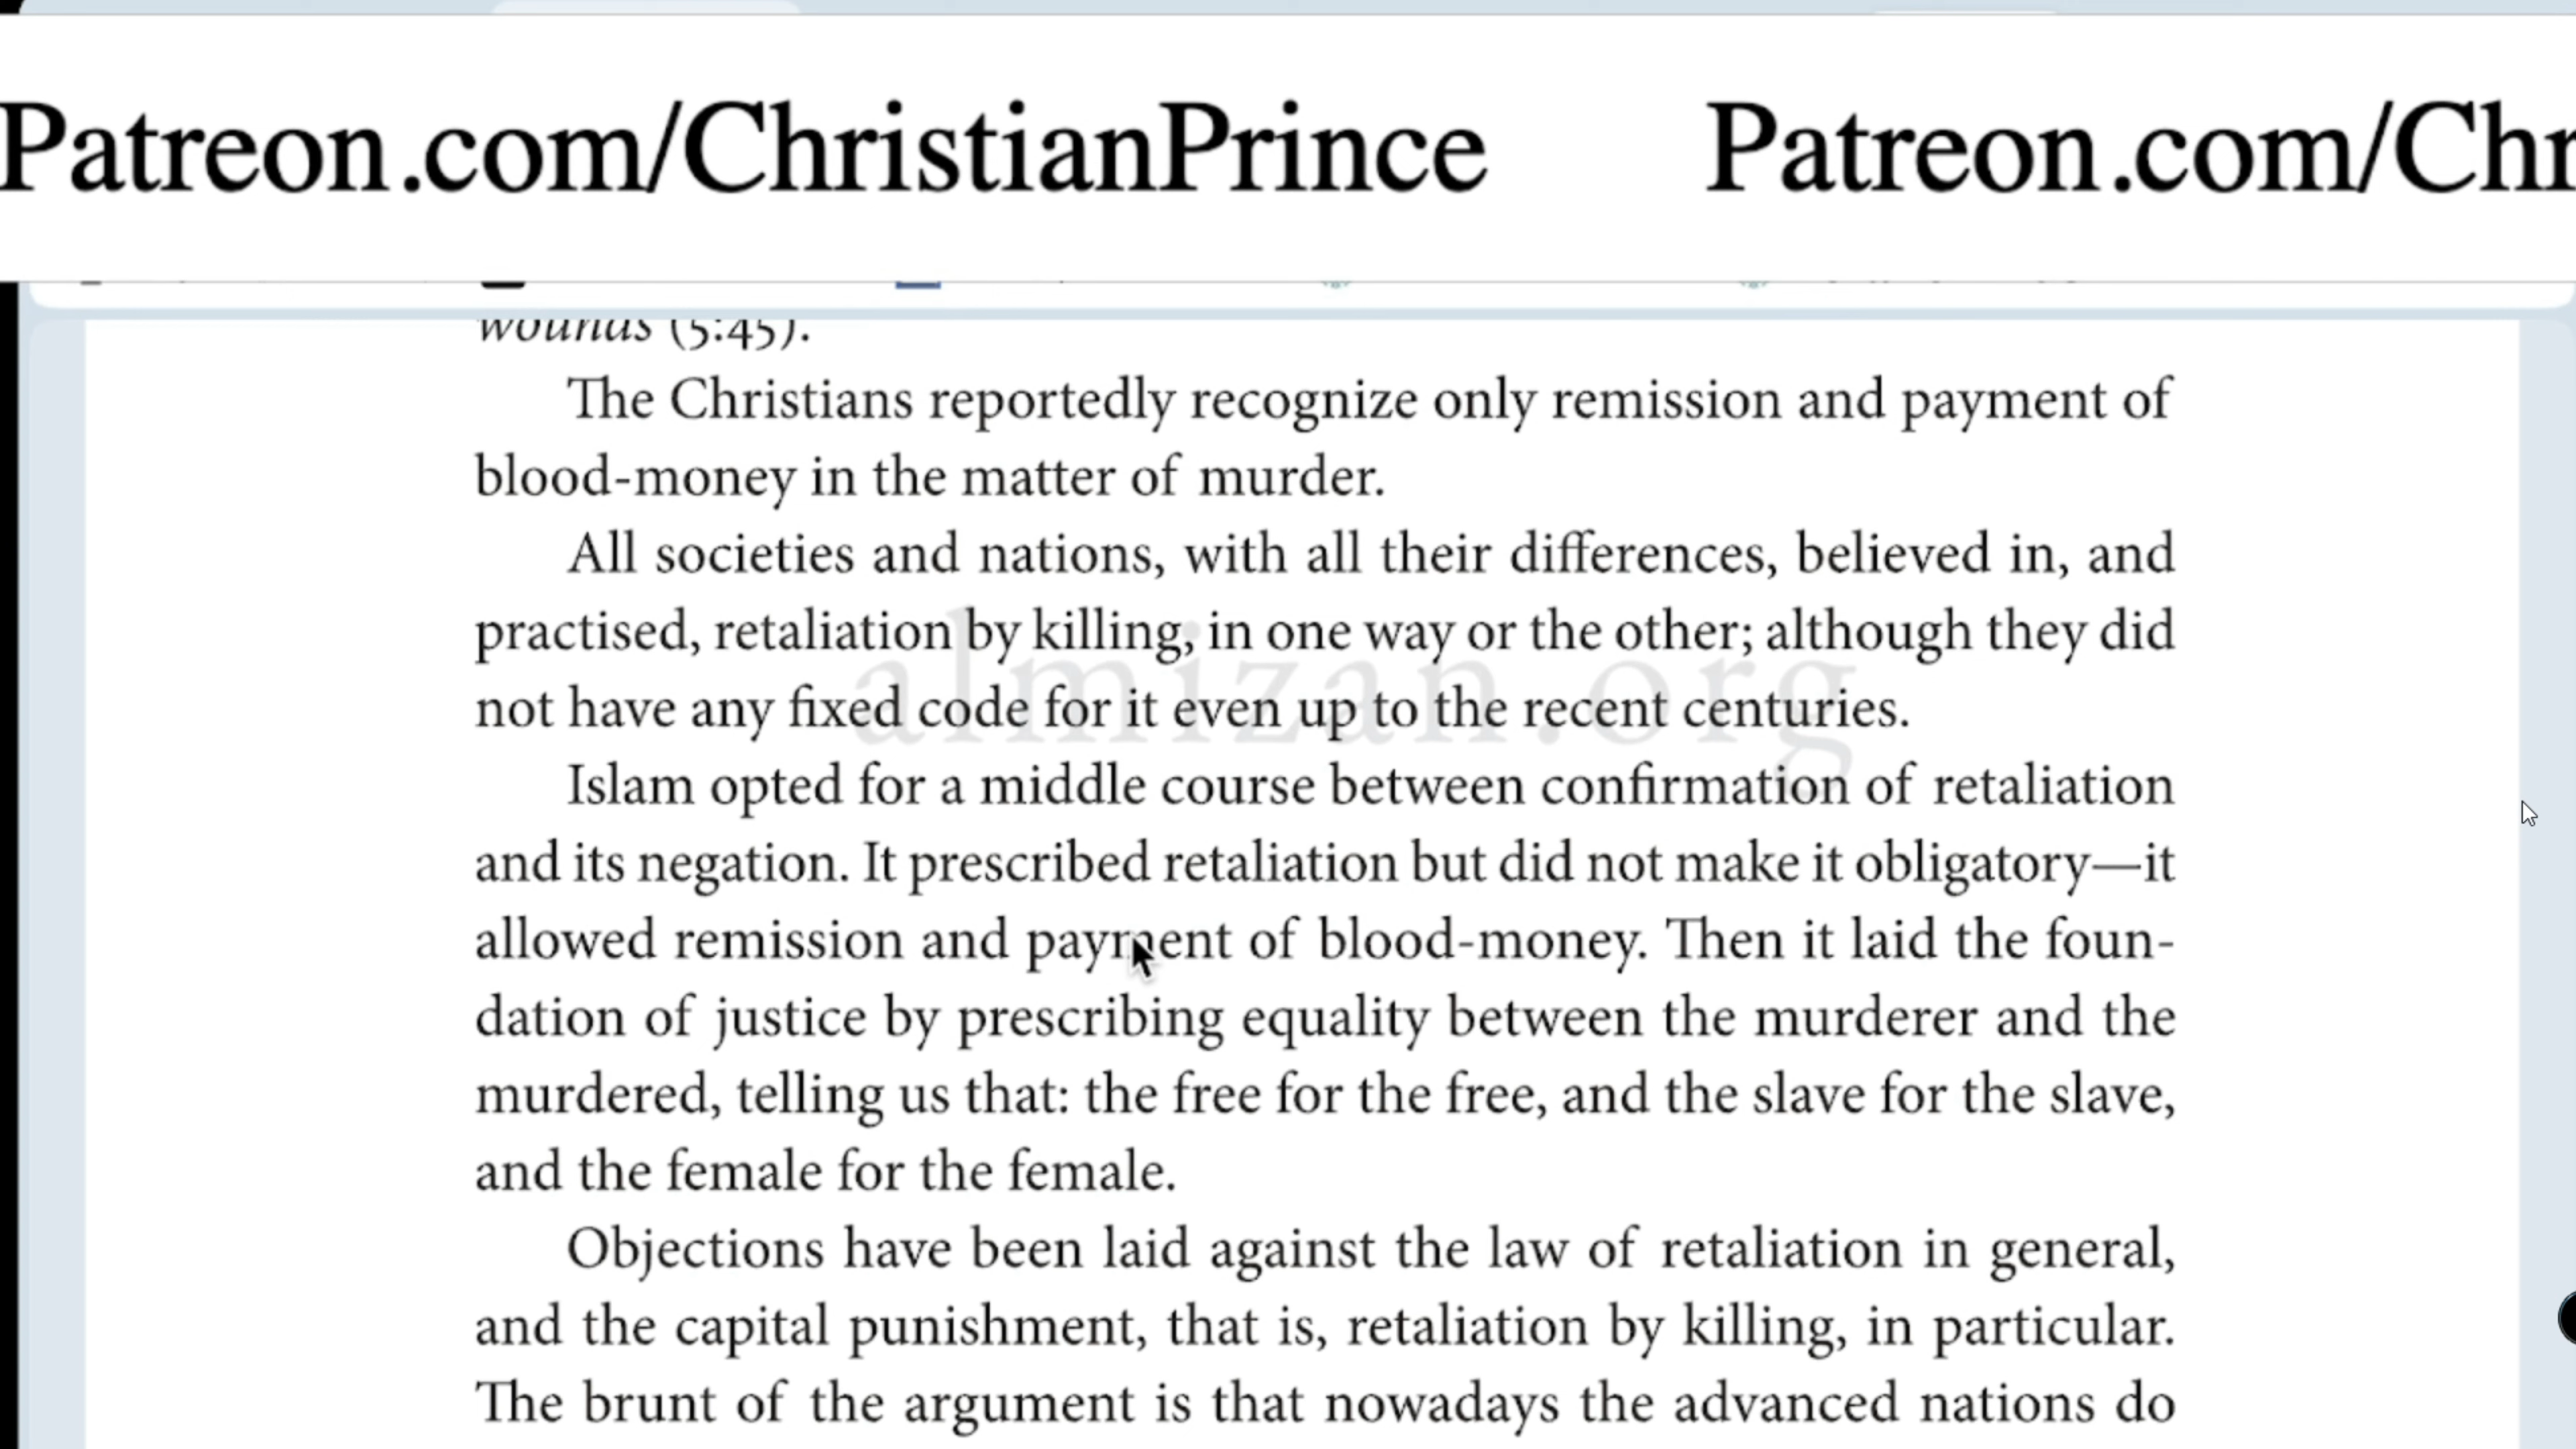 Patreon.com/ChristianPrince Patreon.com/Chr
wounds (5:45).
The Christians reportedly recognize only remission and payment of
blood-money in the matter of murder.
All societies and nations, with all their differences, believed in, and
practised, retaliation by killing, in one way or the other; although they did
not have any fixed code for it even up to the recent centuries.
almizan.org
Islam opted for a middle course between confirmation of retaliation
and its negation. It prescribed retaliation but did not make it obligatory—it
allowed remission and payment of blood-money. Then it laid the foun-
dation of justice by prescribing equality between the murderer and the
murdered, telling us that: the free for the free, and the slave for the slave,
and the female for the female.
Objections have been laid against the law of retaliation in general,
and the capital punishment, that is, retaliation by killing, in particular.
The brunt of the argument is that nowadays the advanced nations do